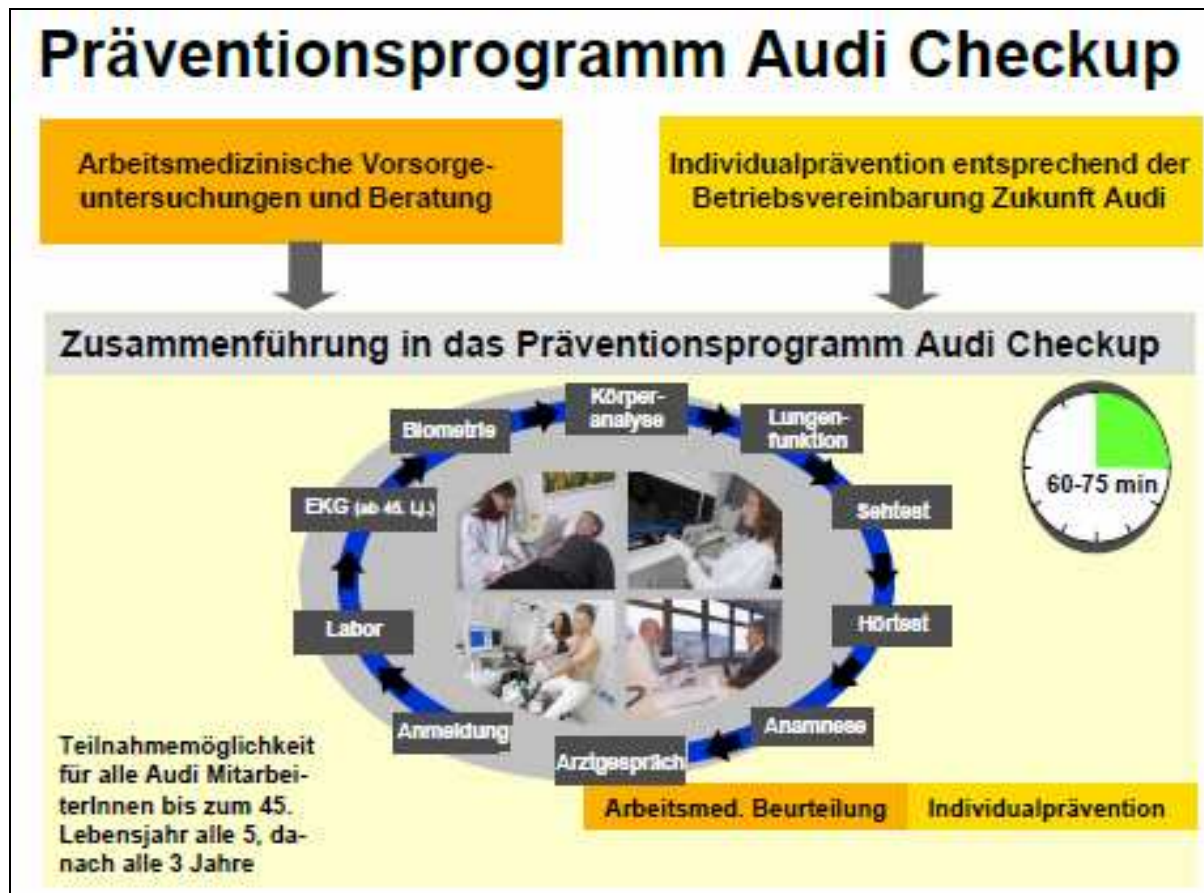 Präventionsprogramm Audi Checkup
Arbeitsmedizinische Vorsorge-
untersuchungen und Beratung
Individualprävention entsprechend der
Betriebsvereinbarung Zukunft Audi
Zusammenführung in das Präventionsprogramm Audi Checkup
Anmeldung
Labor
EKG (ab 45. Lj.)
Biometrie
Körper-
analyse
Lungen-
funktion
Sehtest
Hörtest
Anamnese
Arztgespräch
60-75 min
Teilnahmemöglichkeit
für alle Audi Mitarbei-
terInnen bis zum 45.
Lebensjahr alle 5, da-
nach alle 3 Jahre
Arbeitsmed. Beurteilung
Individualprävention